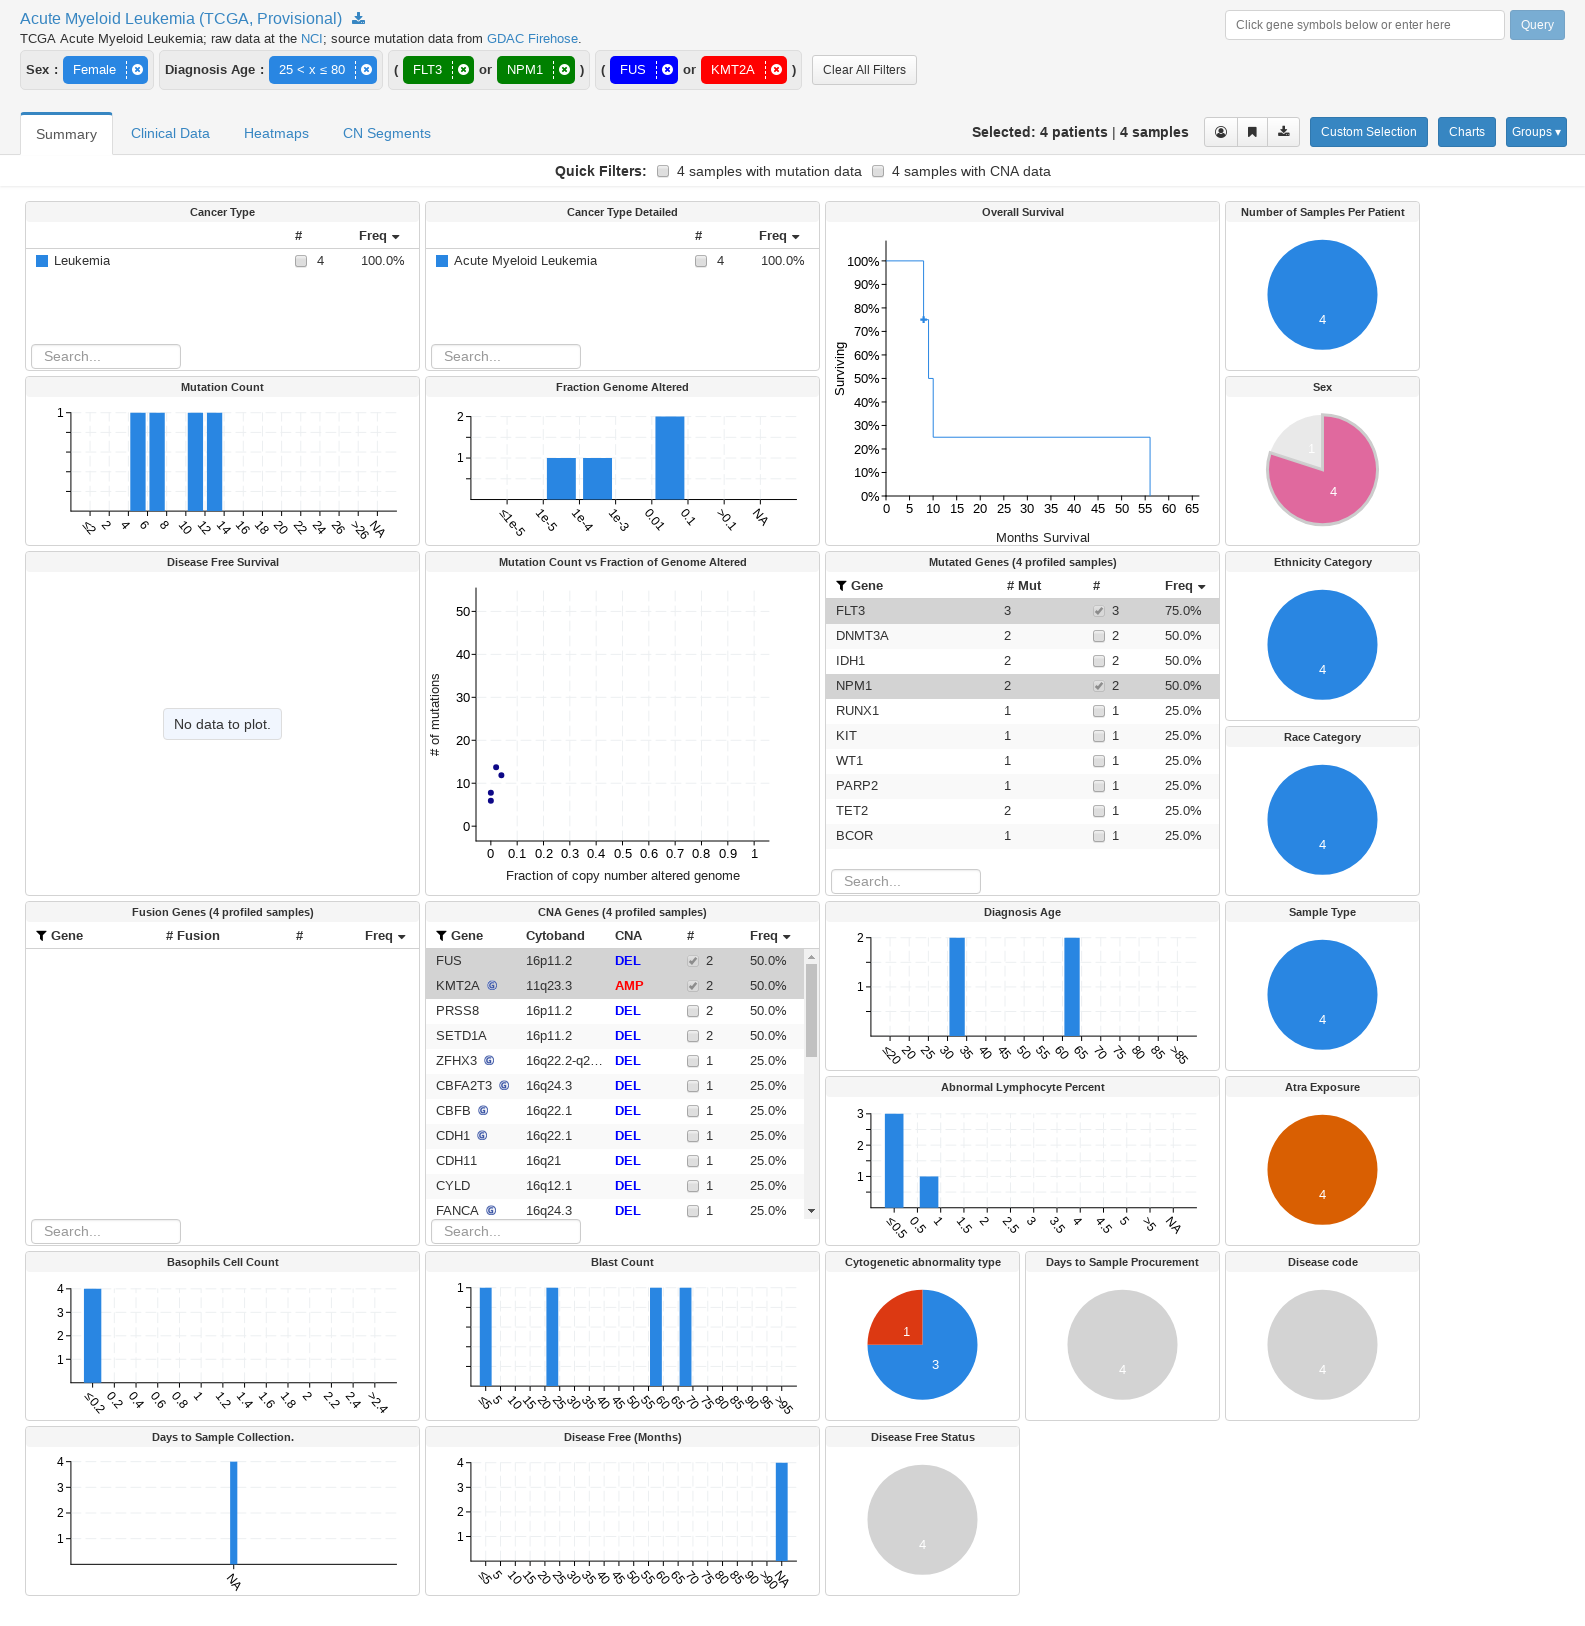 Acute Myeloid Leukemia (TCGA, Provisional)
Click gene symbols below or enter here
Query
TCGA Acute Myeloid Leukemia; raw data at the NCI; source mutation data from GDAC Firehose.
Sex : Female Diagnosis Age : 25 < x ≤ 80 ( FLT3 or NPM1 ) ( FUS or KMT2A ) Clear All Filters
Summary Clinical Data Heatmaps CN Segments
Selected: 4 patients | 4 samples Custom Selection Charts Groups ▾
Quick Filters: 4 samples with mutation data 4 samples with CNA data
Cancer Type
# Freq
Leukemia 4 100.0%
Search...
Cancer Type Detailed
# Freq
Acute Myeloid Leukemia 4 100.0%
Search...
Overall Survival
100%
90%
80%
70%
60%
50%
40%
30%
20%
10%
0%
Surviving
0 5 10 15 20 25 30 35 40 45 50 55 60 65
Months Survival
Number of Samples Per Patient
4
Mutation Count
1
≤2 2 4 6 8 10 12 14 16 18 20 22 24 26 >26 NA
Fraction Genome Altered
2
1
≤1e-5 1e-5 1e-4 1e-3 0.01 0.1 >0.1 NA
Sex
1
4
Disease Free Survival
No data to plot.
Mutation Count vs Fraction of Genome Altered
50
40
30
20
10
0
# of mutations
0 0.1 0.2 0.3 0.4 0.5 0.6 0.7 0.8 0.9 1
Fraction of copy number altered genome
Mutated Genes (4 profiled samples)
Gene # Mut # Freq
FLT3 3 3 75.0%
DNMT3A 2 2 50.0%
IDH1 2 2 50.0%
NPM1 2 2 50.0%
RUNX1 1 1 25.0%
KIT 1 1 25.0%
WT1 1 1 25.0%
PARP2 1 1 25.0%
TET2 2 1 25.0%
BCOR 1 1 25.0%
Search...
Ethnicity Category
4
Race Category
4
Fusion Genes (4 profiled samples)
Gene # Fusion # Freq
Search...
CNA Genes (4 profiled samples)
Gene Cytoband CNA # Freq
FUS 16p11.2 DEL 2 50.0%
KMT2A G 11q23.3 AMP 2 50.0%
PRSS8 16p11.2 DEL 2 50.0%
SETD1A 16p11.2 DEL 2 50.0%
ZFHX3 G 16q22.2-q2… DEL 1 25.0%
CBFA2T3 G 16q24.3 DEL 1 25.0%
CBFB G 16q22.1 DEL 1 25.0%
CDH1 G 16q22.1 DEL 1 25.0%
CDH11 16q21 DEL 1 25.0%
CYLD 16q12.1 DEL 1 25.0%
FANCA G 16q24.3 DEL 1 25.0%
Search...
Diagnosis Age
2
1
≤20 20 25 30 35 40 45 50 55 60 65 70 75 80 85 >85
Sample Type
4
Abnormal Lymphocyte Percent
3
2
1
≤0.5 0.5 1 1.5 2 2.5 3 3.5 4 4.5 5 >5 NA
Atra Exposure
4
Basophils Cell Count
4
3
2
1
≤0.2 0.2 0.4 0.6 0.8 1 1.2 1.4 1.6 1.8 2 2.2 2.4 >2.4
Blast Count
1
≤5 5 10 15 20 25 30 35 40 45 50 55 60 65 70 75 80 85 90 95 >95
Cytogenetic abnormality type
1
3
Days to Sample Procurement
4
Disease code
4
Days to Sample Collection.
4
3
2
1
NA
Disease Free (Months)
4
3
2
1
≤5 5 10 15 20 25 30 35 40 45 50 55 60 65 70 75 80 85 90 >90 NA
Disease Free Status
4